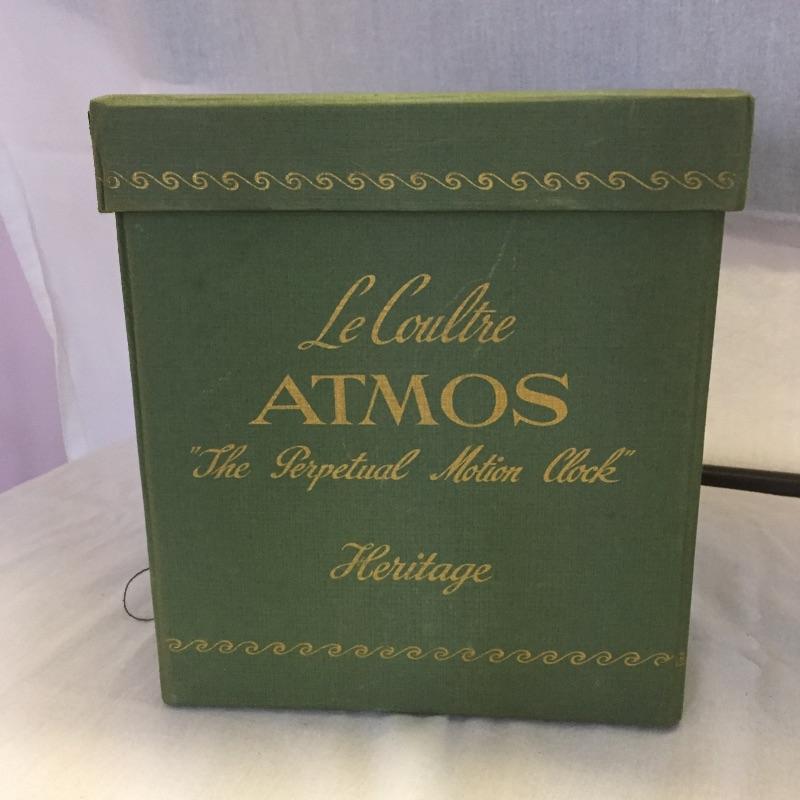 Le Coultre
ATMOS
"The Perpetual Motion Clock"
Heritage